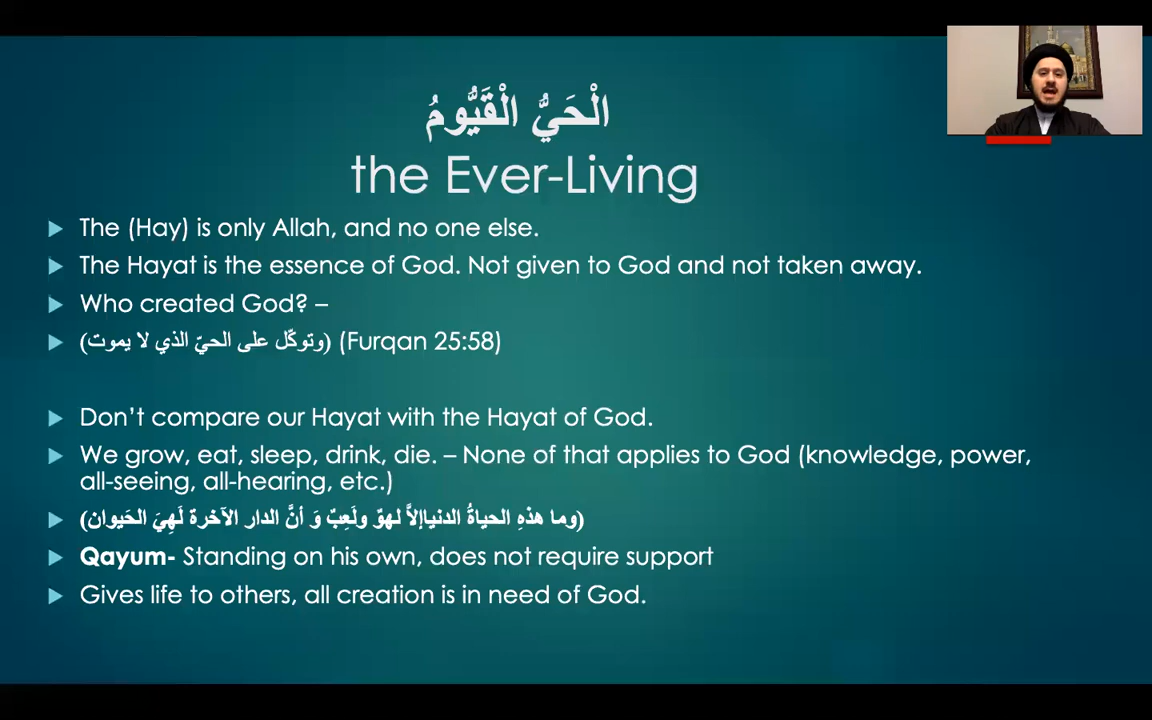 الْحَيُّ الْقَيُّومُ
the Ever-Living
The (Hay) is only Allah, and no one else.
The Hayat is the essence of God. Not given to God and not taken away.
Who created God? –
(وتوكّل على الحيّ الذي لا يموت) (Furqan 25:58)
Don't compare our Hayat with the Hayat of God.
We grow, eat, sleep, drink, die. – None of that applies to God (knowledge, power,
all-seeing, all-hearing, etc.)
(وما هذهِ الحياةُ الدنياإلاَّ لهوٌ ولَعِبٌ وَ أنَّ الدار الآخرة لَهِيَ الحَيوان)
Qayum- Standing on his own, does not require support
Gives life to others, all creation is in need of God.